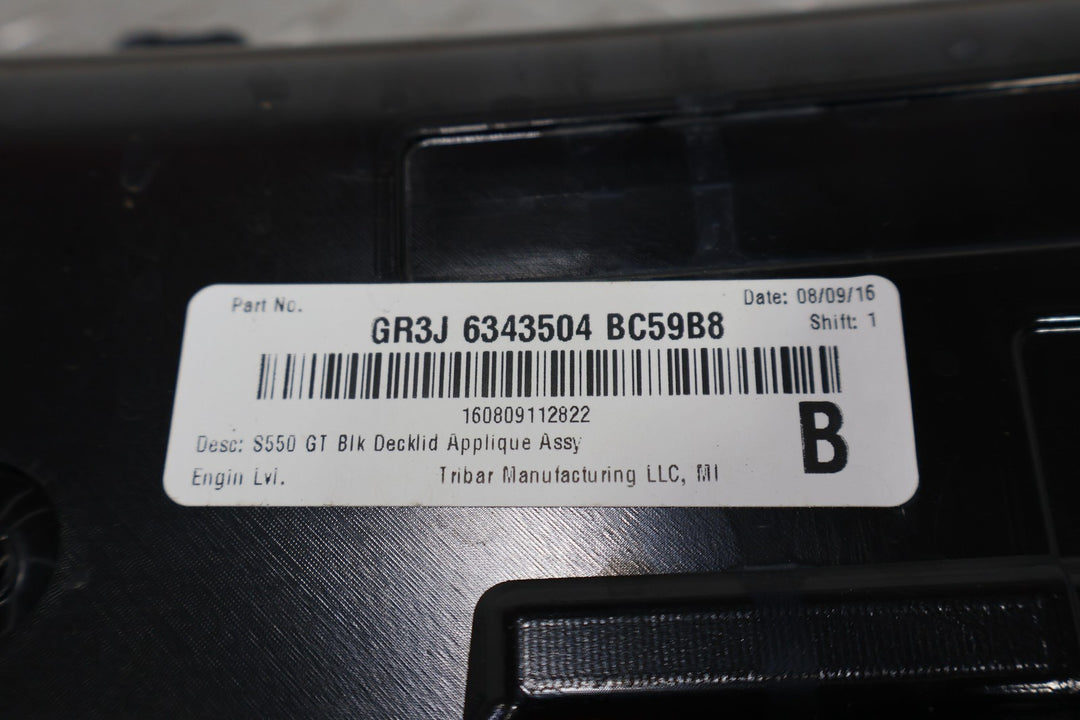 Part No.
Date: 08/09/16
GR3J 6343504 BC59B8
Shift: 1
160809112822
B
Desc: S550 GT Blk Decklid Applique Assy
Engin Lvl.
Tribar Manufacturing LLC, MI